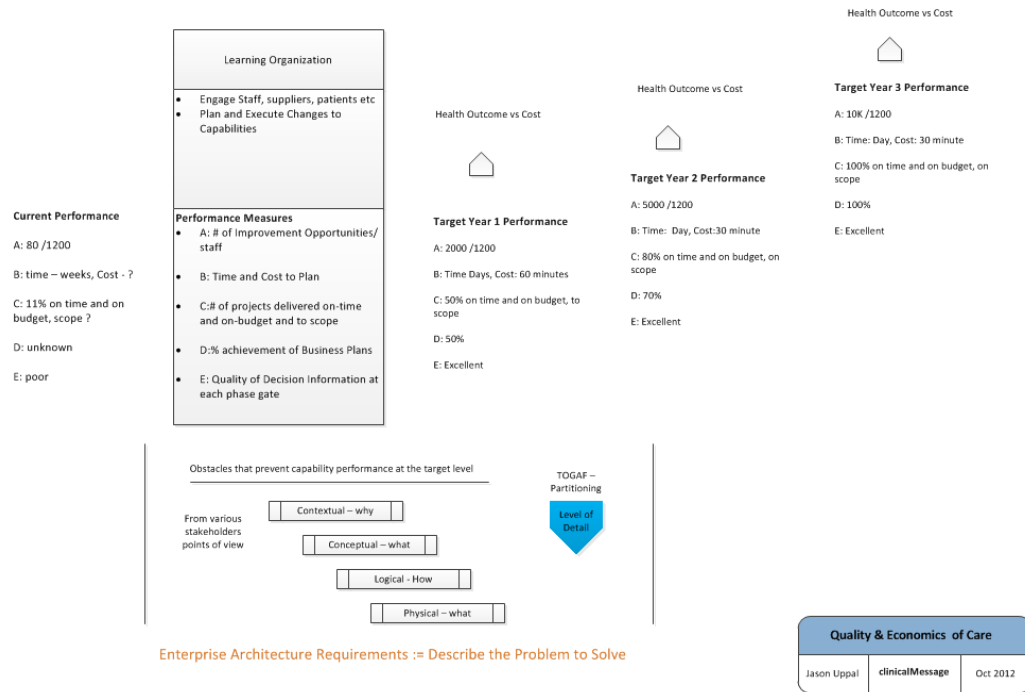 Health Outcome vs Cost
Target Year 3 Performance
A: 10K /1200
B: Time: Day, Cost: 30 minute
C: 100% on time and on budget, on
scope
D: 100%
E: Excellent
Health Outcome vs Cost
Target Year 2 Performance
A: 5000 /1200
B: Time:  Day, Cost:30 minute
C: 80% on time and on budget, on
scope
D: 70%
E: Excellent
Health Outcome vs Cost
Target Year 1 Performance
A: 2000 /1200
B: Time Days, Cost: 60 minutes
C: 50% on time and on budget, to
scope
D: 50%
E: Excellent
Learning Organization
• Engage Staff, suppliers, patients etc
• Plan and Execute Changes to
Capabilities
Performance Measures
• A: # of Improvement Opportunities/
staff
• B: Time and Cost to Plan
• C:# of projects delivered on-time
and on-budget and to scope
• D:% achievement of Business Plans
• E: Quality of Decision Information at
each phase gate
Current Performance
A: 80 /1200
B: time – weeks, Cost - ?
C: 11% on time and on
budget, scope ?
D: unknown
E: poor
Obstacles that prevent capability performance at the target level
From various
stakeholders
points of view
Contextual – why
Conceptual – what
Logical - How
Physical – what
TOGAF –
Partitioning
Level of
Detail
Enterprise Architecture Requirements := Describe the Problem to Solve
Quality & Economics of Care
Jason Uppal
clinicalMessage
Oct 2012